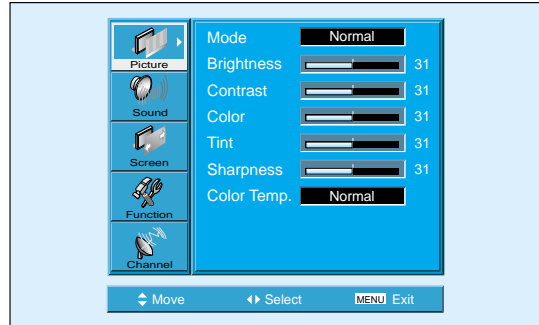 Picture
Sound
Screen
Function
Channel
Mode Normal
Brightness 31
Contrast 31
Color 31
Tint 31
Sharpness 31
Color Temp. Normal
Move Select MENU Exit